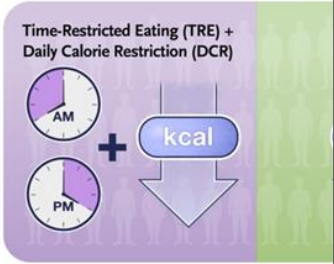 Time-Restricted Eating (TRE) +
Daily Calorie Restriction (DCR)
AM
+
kcal
PM